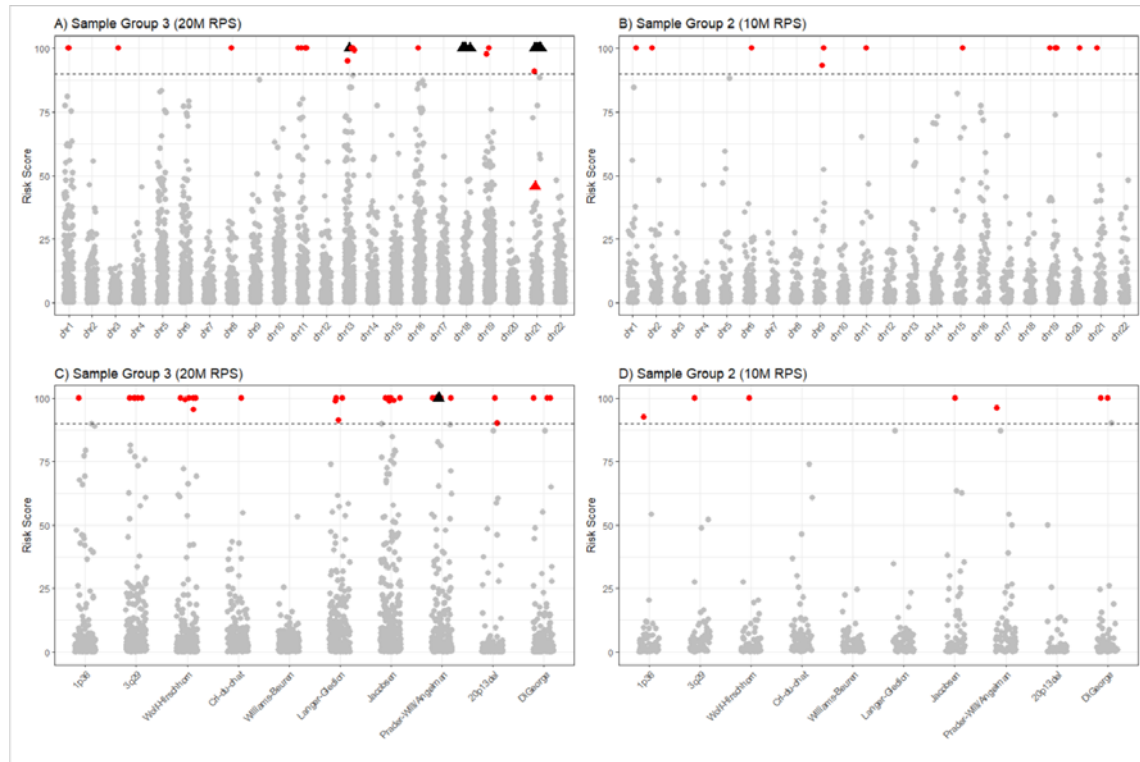 A) Sample Group 3 (20M RPS)
Risk Score
100
75
50
25
0
chr1 chr2 chr3 chr4 chr5 chr6 chr7 chr8 chr9 chr10 chr11 chr12 chr13 chr14 chr15 chr16 chr17 chr18 chr19 chr20 chr21 chr22
B) Sample Group 2 (10M RPS)
Risk Score
100
75
50
25
0
chr1 chr2 chr3 chr4 chr5 chr6 chr7 chr8 chr9 chr10 chr11 chr12 chr13 chr14 chr15 chr16 chr17 chr18 chr19 chr20 chr21 chr22
C) Sample Group 3 (20M RPS)
Risk Score
100
75
50
25
0
1p36 3q29 Wolf-Hirschhorn Cri-du-chat Williams-Beuren Langer-Giedion Jacobsen Prader-Willi/Angelman 20p13del DiGeorge
D) Sample Group 2 (10M RPS)
Risk Score
100
75
50
25
0
1p36 3q29 Wolf-Hirschhorn Cri-du-chat Williams-Beuren Langer-Giedion Jacobsen Prader-Willi/Angelman 20p13del DiGeorge